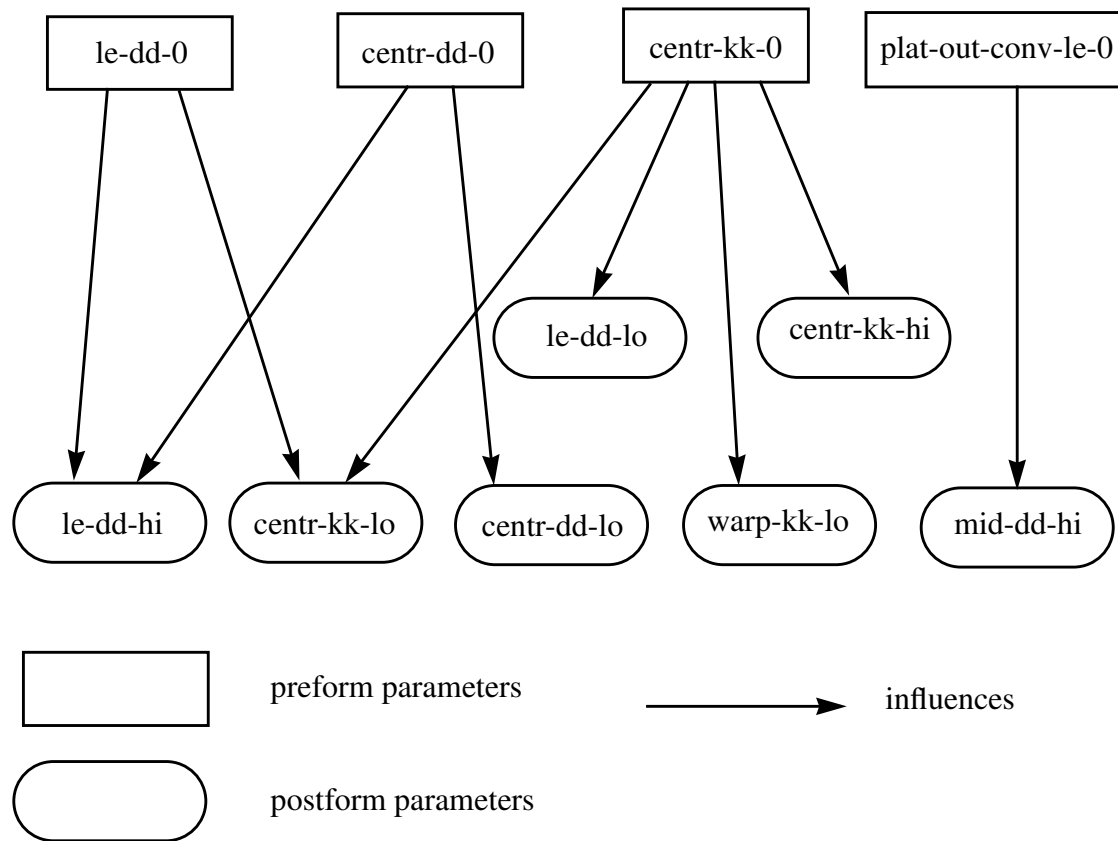 le-dd-0
centr-dd-0
centr-kk-0
plat-out-conv-le-0
le-dd-lo
centr-kk-hi
le-dd-hi
centr-kk-lo
centr-dd-lo
warp-kk-lo
mid-dd-hi
preform parameters
influences
postform parameters